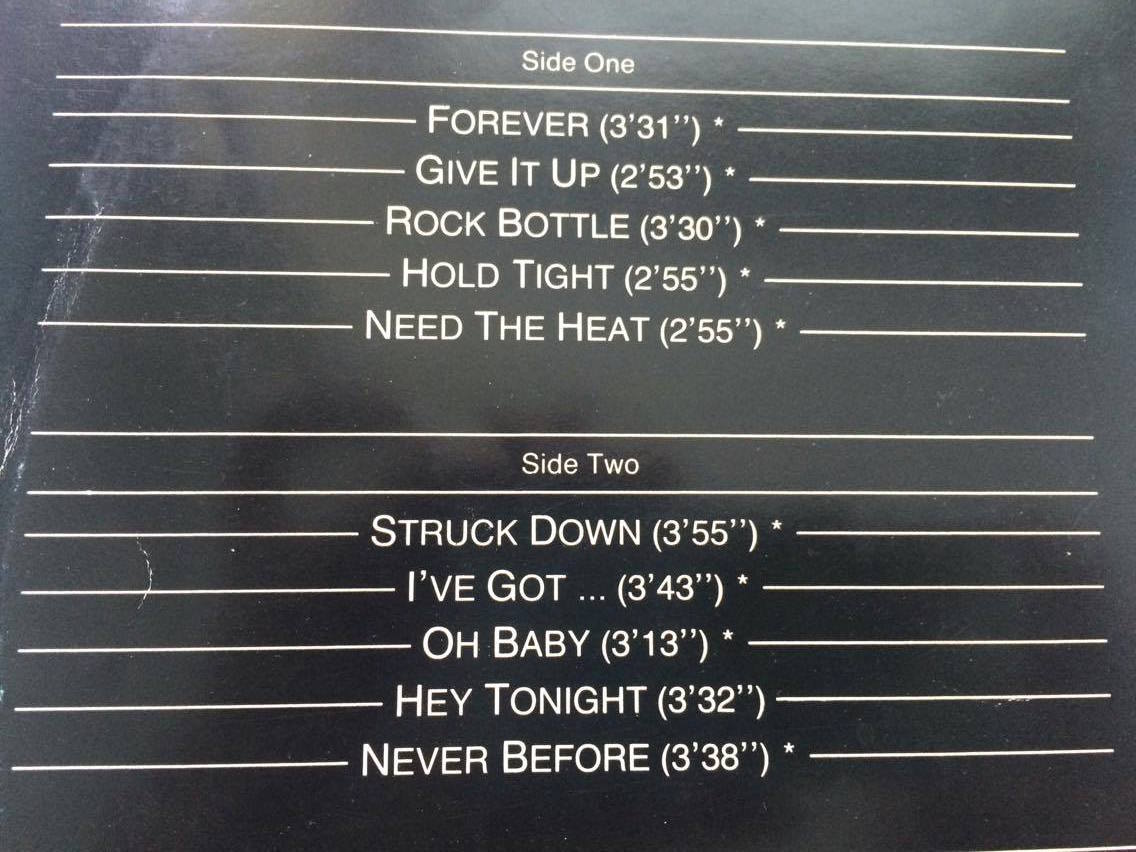 Side One
FOREVER (3'31'') *
GIVE IT UP (2'53'') *
ROCK BOTTLE (3'30'') *
HOLD TIGHT (2'55'') *
NEED THE HEAT (2'55'') *
Side Two
STRUCK DOWN (3'55'') *
I'VE GOT ... (3'43'') *
OH BABY (3'13'') *
HEY TONIGHT (3'32'')
NEVER BEFORE (3'38'') *